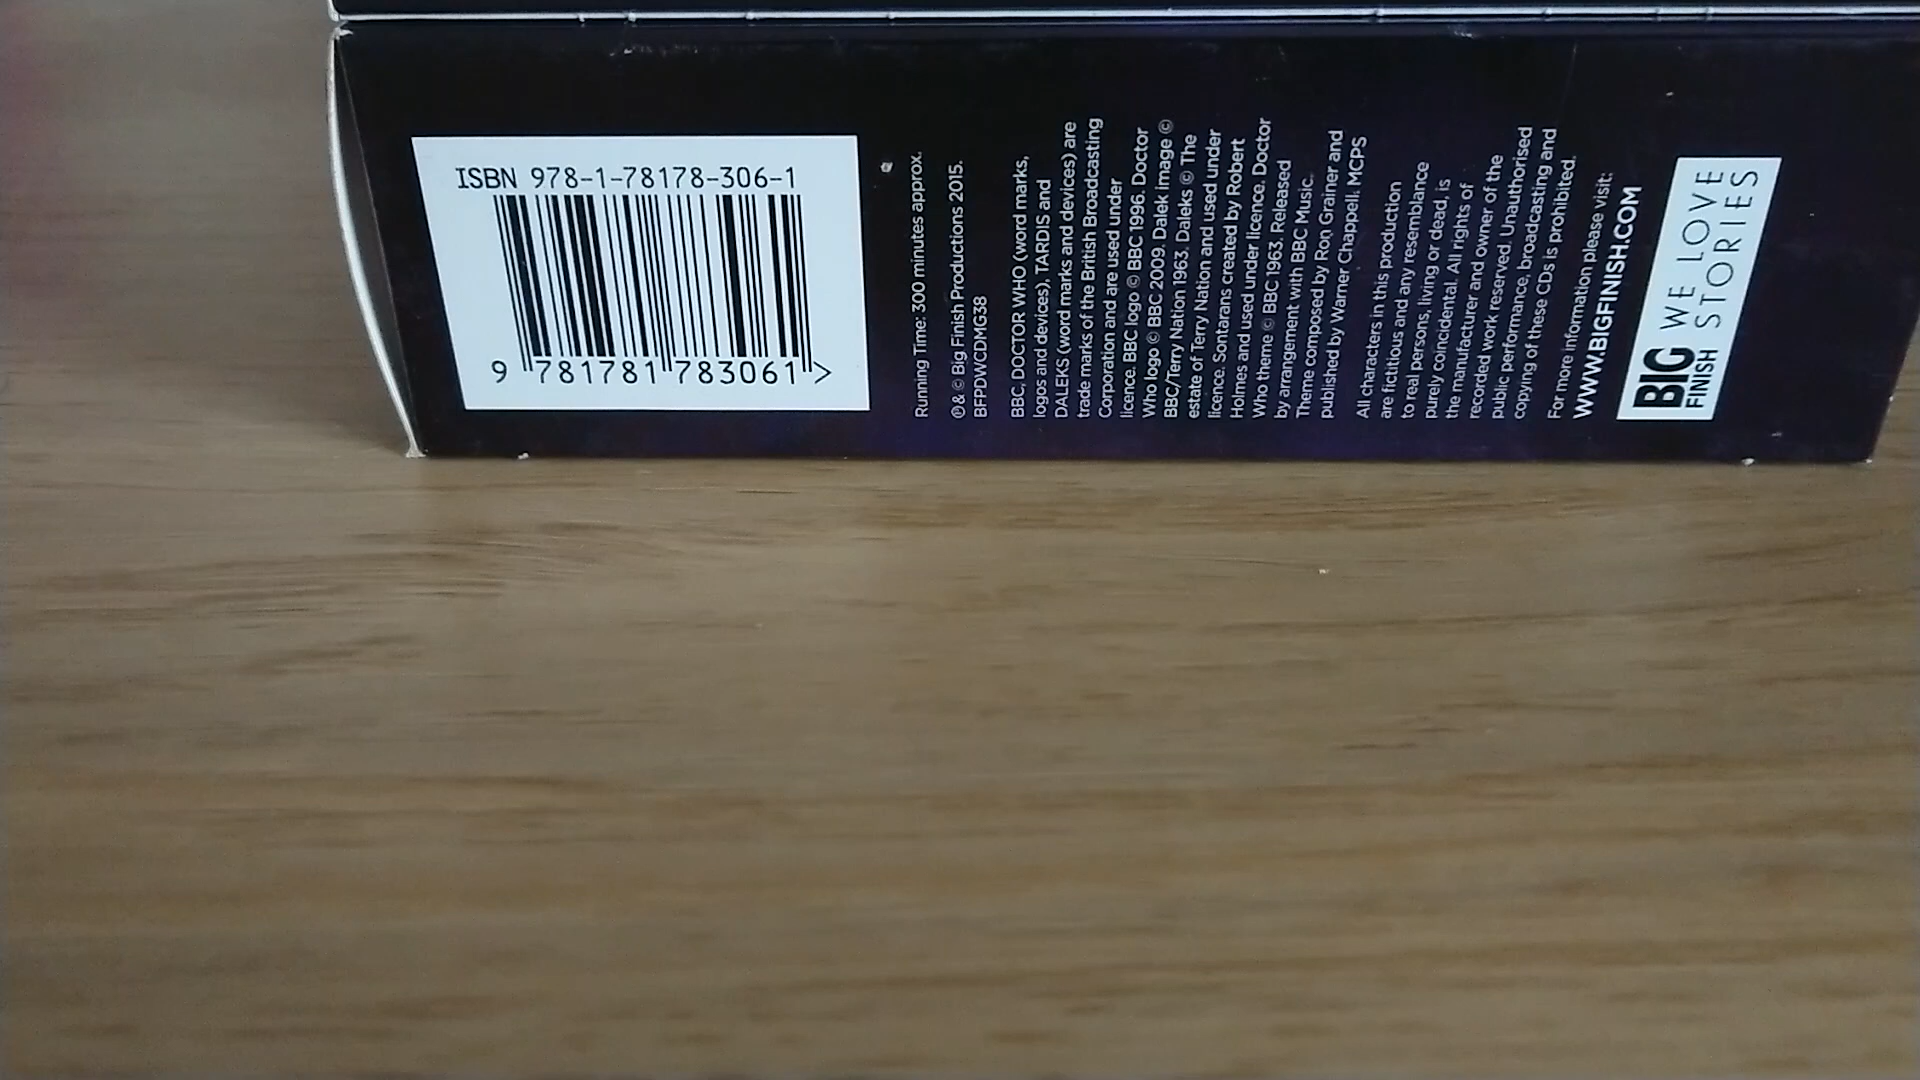 ISBN 978-1-78178-306-1
9 781781 783061 >
Running Time: 300 minutes approx.
℗ & © Big Finish Productions 2015.
BFPDWCDMG38
BBC, DOCTOR WHO (word marks,
logos and devices), TARDIS and
DALEKS (word marks and devices) are
trade marks of the British Broadcasting
Corporation and are used under
licence. BBC logo © BBC 1996. Doctor
Who logo © BBC 2009. Dalek image ©
BBC/Terry Nation 1963. Daleks © The
estate of Terry Nation and used under
licence. Sontarans created by Robert
Holmes and used under licence. Doctor
Who theme © BBC 1963. Released
by arrangement with BBC Music.
Theme composed by Ron Grainer and
published by Warner Chappell. MCPS
All characters in this production
are fictitious and any resemblance
to real persons, living or dead, is
purely coincidental. All rights of
the manufacturer and owner of the
recorded work reserved. Unauthorised
public performance, broadcasting and
copying of these CDs is prohibited.
For more information please visit:
WWW.BIGFINISH.COM
BIG FINISH
WE LOVE
STORIES